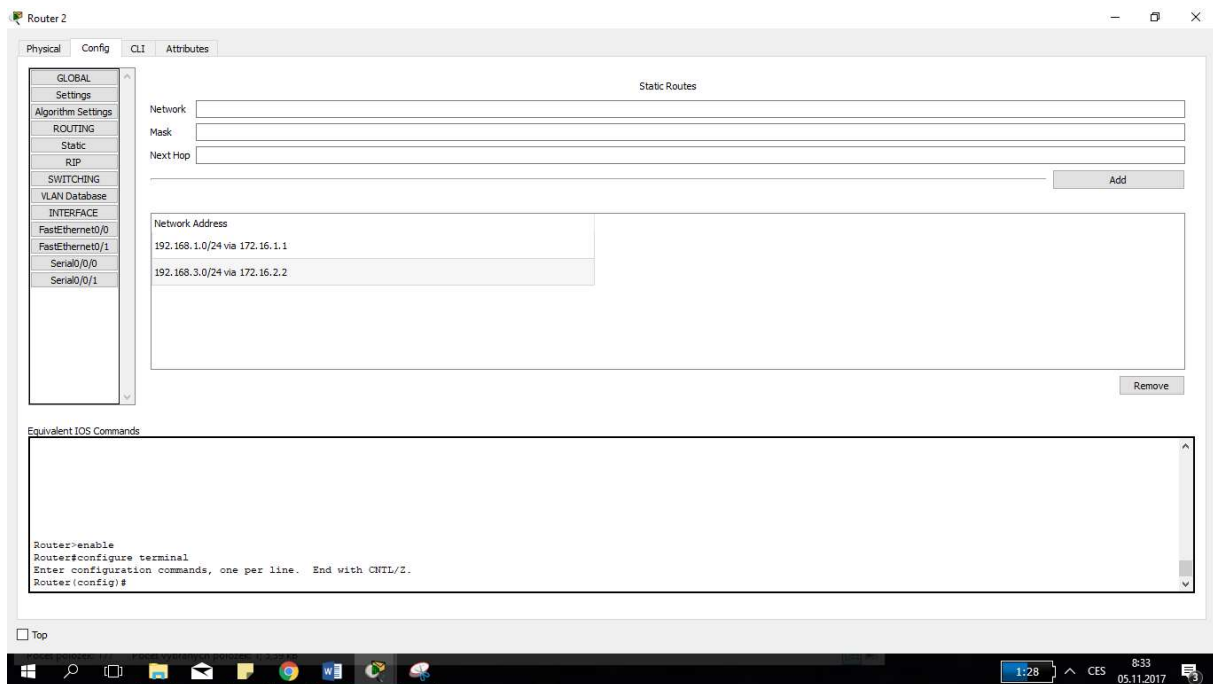 Router 2
Physical Config CLI Attributes
GLOBAL
Settings
Algorithm Settings
ROUTING
Static
RIP
SWITCHING
VLAN Database
INTERFACE
FastEthernet0/0
FastEthernet0/1
Serial0/0/0
Serial0/0/1
Static Routes
Network
Mask
Next Hop
Add
Network Address
192.168.1.0/24 via 172.16.1.1
192.168.3.0/24 via 172.16.2.2
Remove
Equivalent IOS Commands
Router>enable
Router#configure terminal
Enter configuration commands, one per line. End with CNTL/Z.
Router(config)#
Top
1:28 CES 8:33
05.11.2017
3